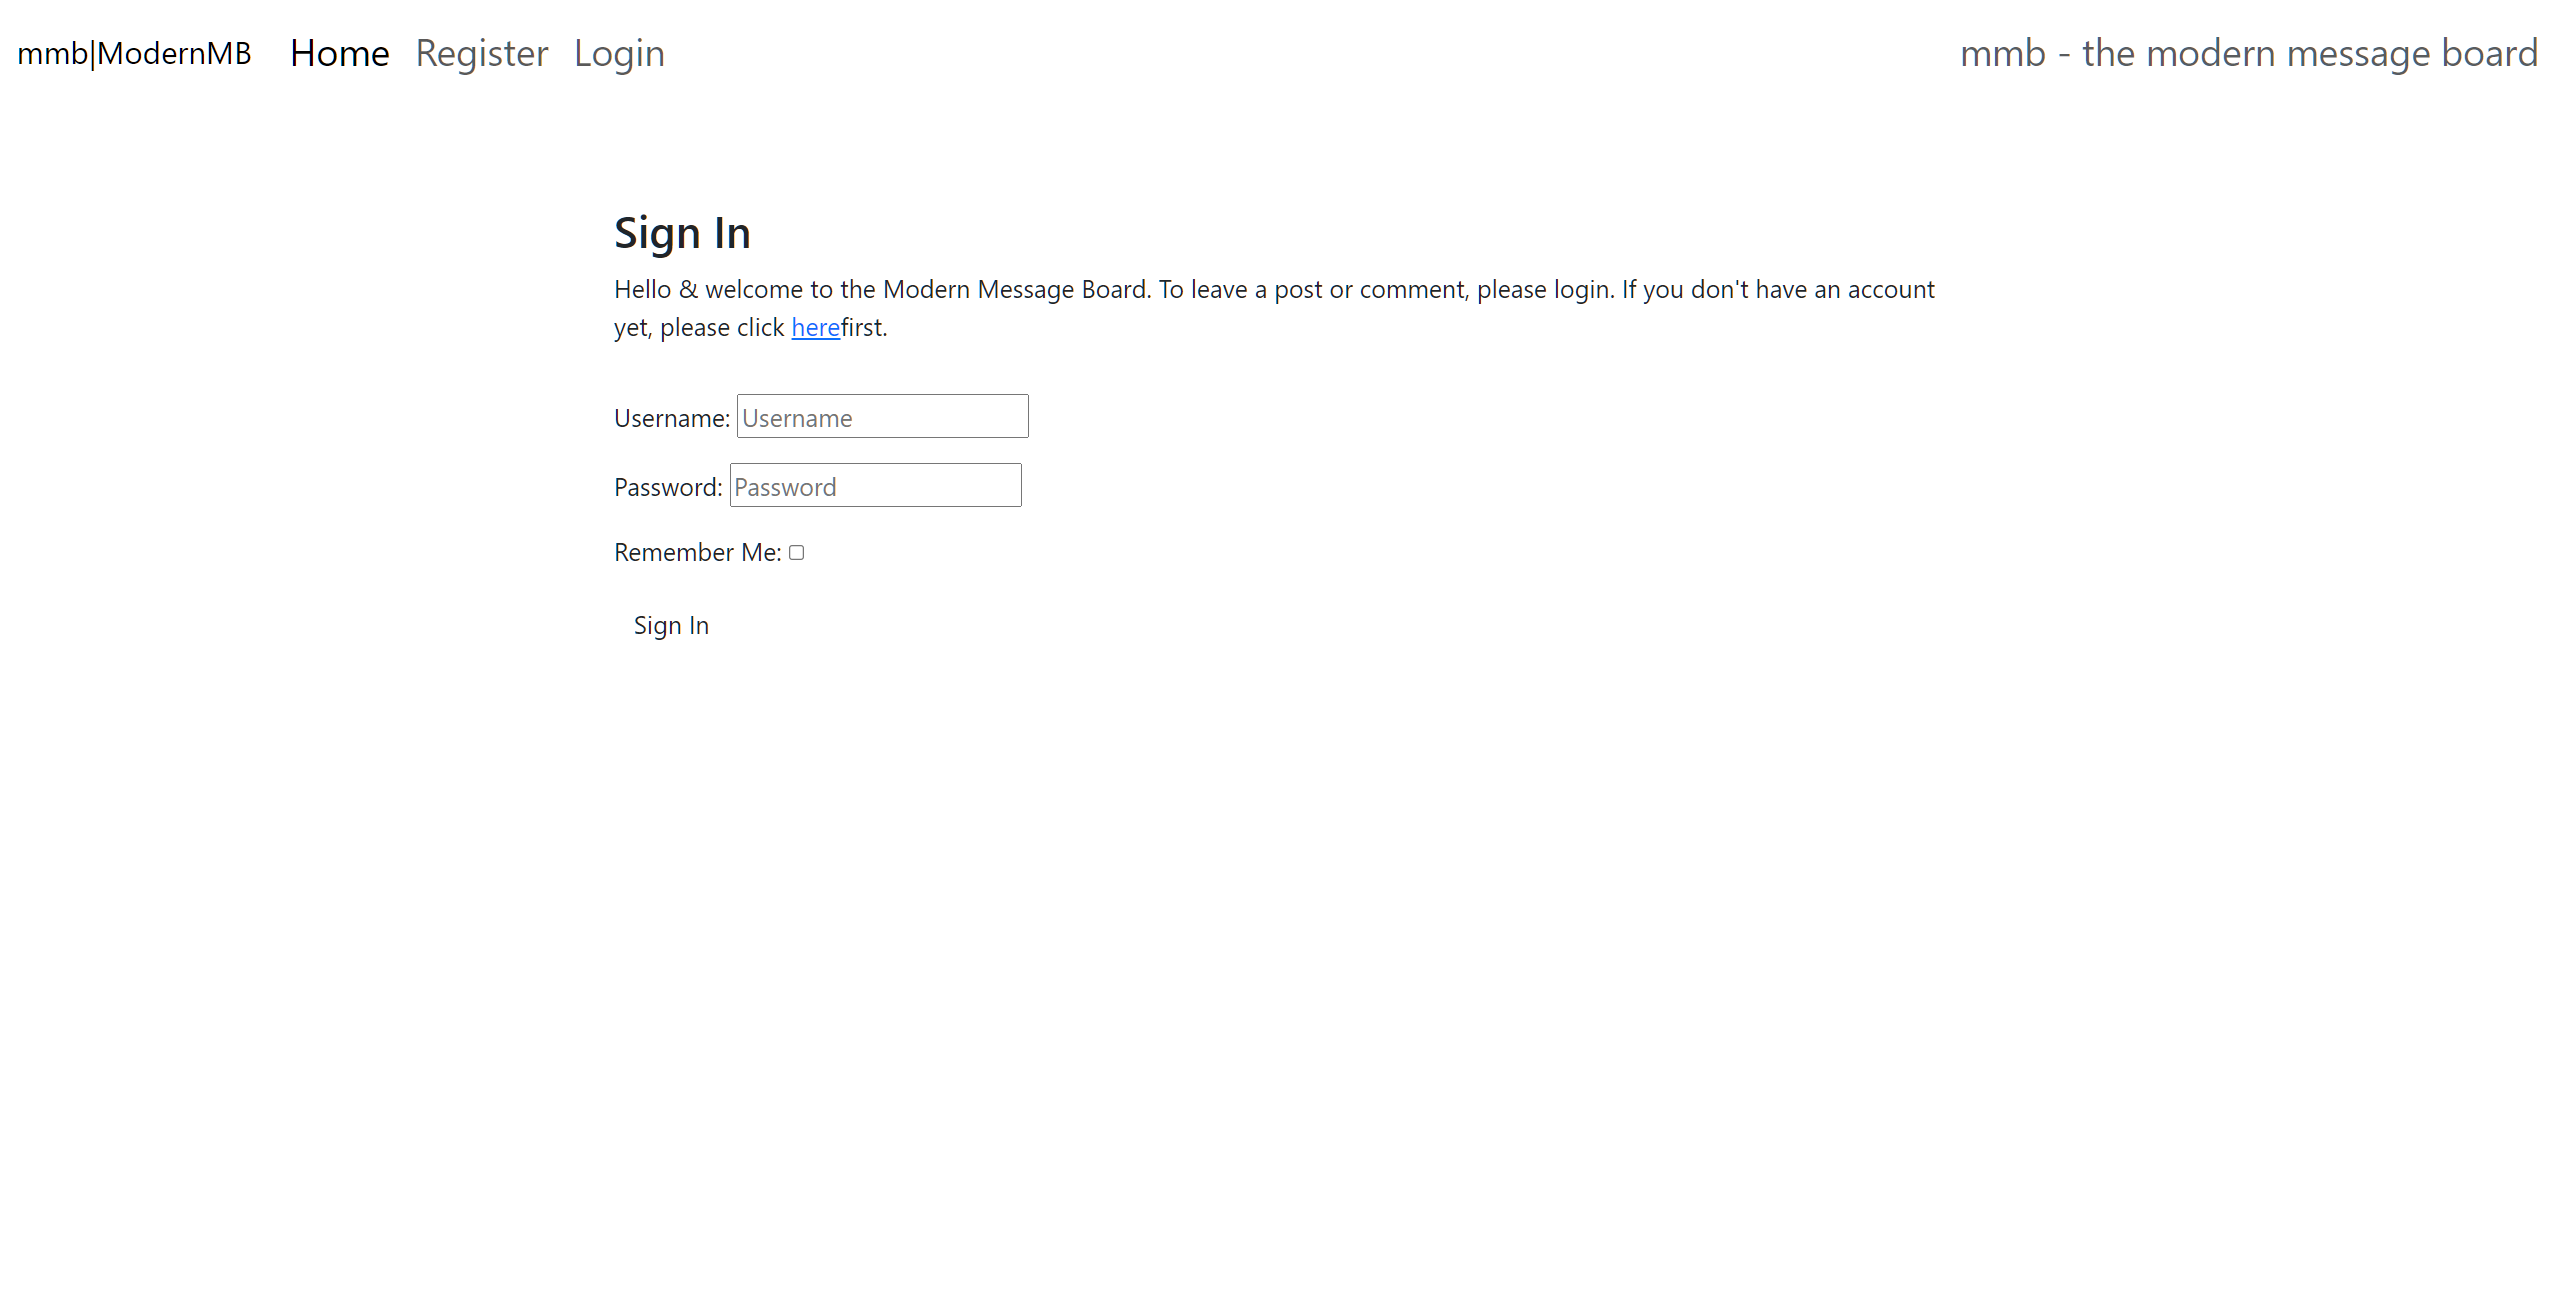 mmb|ModernMB Home Register Login mmb - the modern message board
Sign In
Hello & welcome to the Modern Message Board. To leave a post or comment, please login. If you don't have an account
yet, please click herefirst.
Username: Username
Password: Password
Remember Me:
Sign In